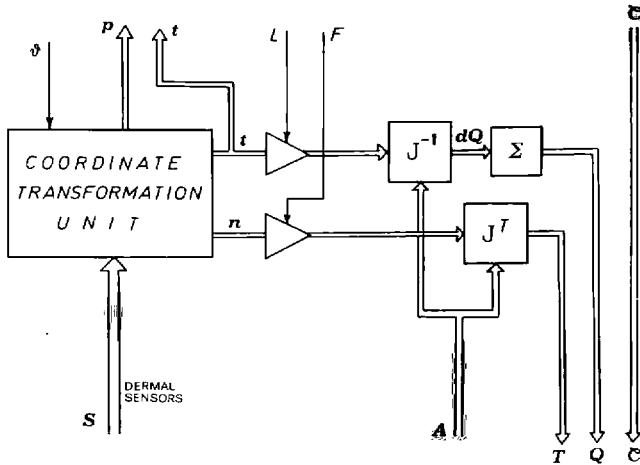 p t L F C
ϑ
t
COORDINATE
TRANSFORMATION
UNIT
J⁻¹ dQ Σ
n
Jᵀ
DERMAL
SENSORS
S A
T Q C